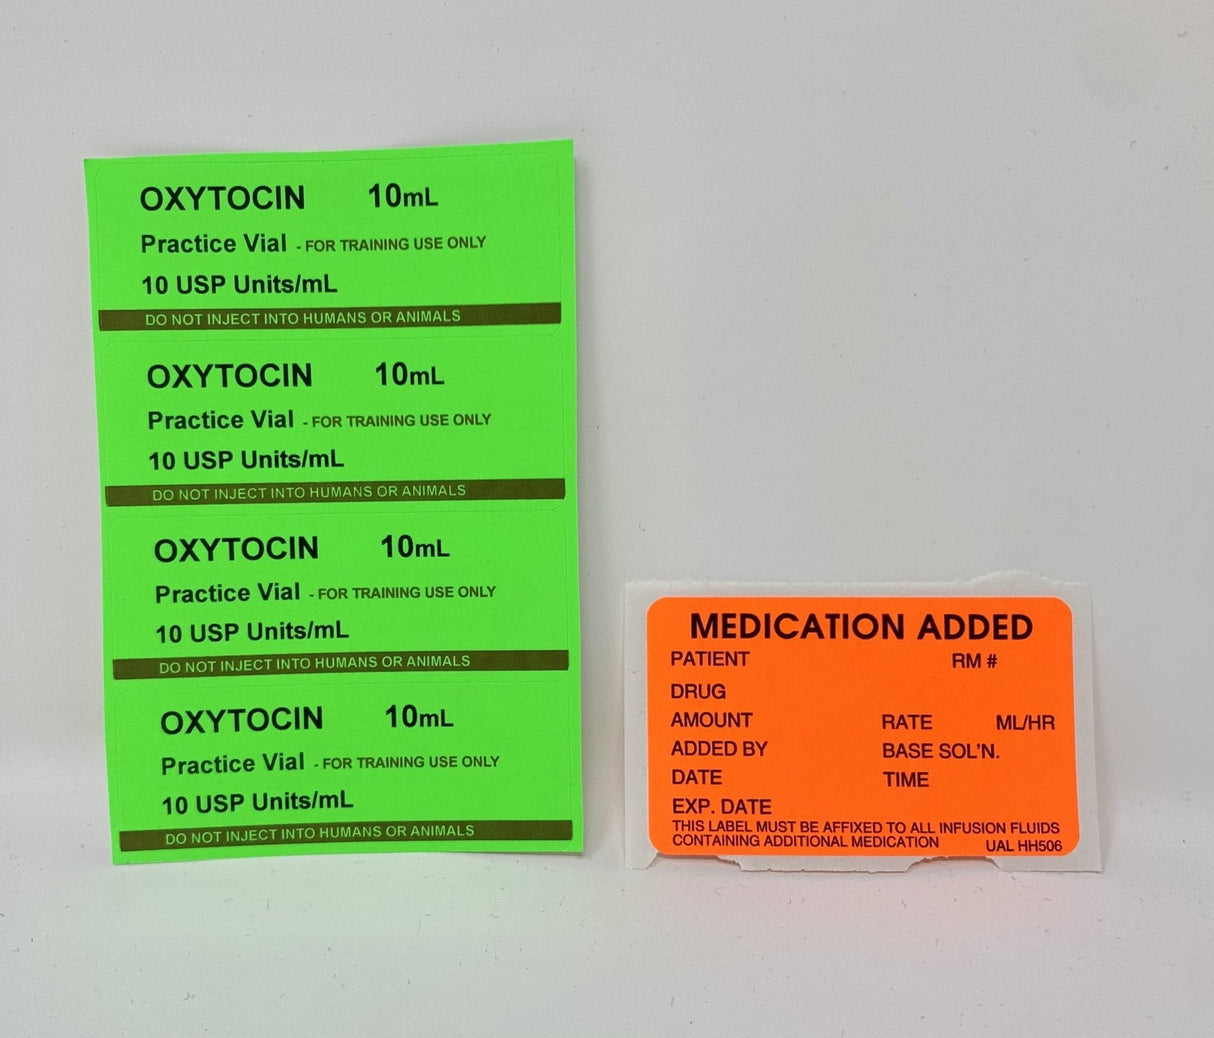 OXYTOCIN 10mL
Practice Vial - FOR TRAINING USE ONLY
10 USP Units/mL
DO NOT INJECT INTO HUMANS OR ANIMALS
OXYTOCIN 10mL
Practice Vial - FOR TRAINING USE ONLY
10 USP Units/mL
DO NOT INJECT INTO HUMANS OR ANIMALS
OXYTOCIN 10mL
Practice Vial - FOR TRAINING USE ONLY
10 USP Units/mL
DO NOT INJECT INTO HUMANS OR ANIMALS
OXYTOCIN 10mL
Practice Vial - FOR TRAINING USE ONLY
10 USP Units/mL
DO NOT INJECT INTO HUMANS OR ANIMALS
MEDICATION ADDED
PATIENT RM #
DRUG
AMOUNT RATE ML/HR
ADDED BY BASE SOL'N.
DATE TIME
EXP. DATE
THIS LABEL MUST BE AFFIXED TO ALL INFUSION FLUIDS
CONTAINING ADDITIONAL MEDICATION UAL HH506